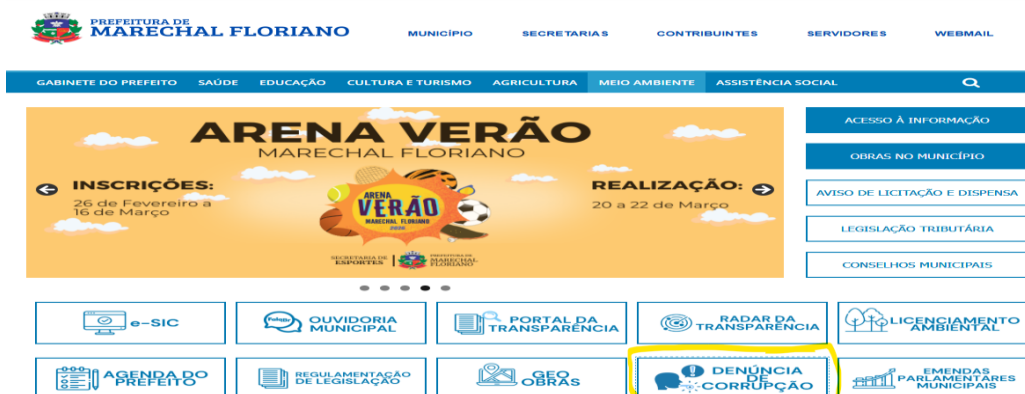 PREFEITURA DE
MARECHAL FLORIANO
MUNICÍPIO SECRETARIAS CONTRIBUINTES SERVIDORES WEBMAIL
GABINETE DO PREFEITO SAÚDE EDUCAÇÃO CULTURA E TURISMO AGRICULTURA MEIO AMBIENTE ASSISTÊNCIA SOCIAL
ARENA VERÃO
MARECHAL FLORIANO
INSCRIÇÕES:
26 de Fevereiro a
16 de Março
ARENA
VERÃO
MARECHAL FLORIANO
2026
REALIZAÇÃO:
20 a 22 de Março
SECRETARIA DE
ESPORTES
PREFEITURA DE
MARECHAL
FLORIANO
ACESSO À INFORMAÇÃO
OBRAS NO MUNICÍPIO
AVISO DE LICITAÇÃO E DISPENSA
LEGISLAÇÃO TRIBUTÁRIA
CONSELHOS MUNICIPAIS
e-SIC
OUVIDORIA
MUNICIPAL
PORTAL DA
TRANSPARÊNCIA
RADAR DA
TRANSPARÊNCIA
LICENCIAMENTO
AMBIENTAL
AGENDA DO
PREFEITO
REGULAMENTAÇÃO
DE LEGISLAÇÃO
GEO
OBRAS
DENÚNCIA
DE
CORRUPÇÃO
EMENDAS
PARLAMENTARES
MUNICIPAIS